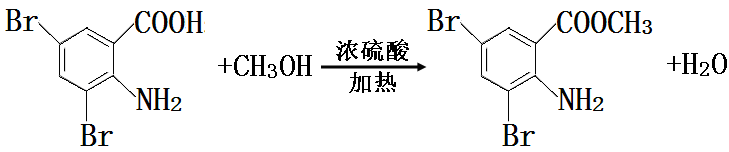 Br COOH NH2 Br +CH3OH 浓硫酸 加热 Br COOCH3 NH2 Br +H2O